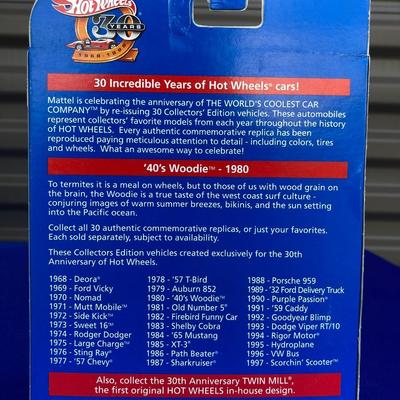 Hot Wheels
30
YEARS
30 Incredible Years of Hot Wheels® cars!
Mattel is celebrating the anniversary of THE WORLD'S COOLEST CAR
COMPANY™ by re-issuing 30 Collectors' Edition vehicles. These automobiles
represent collectors' favorite models from each year throughout the history
of HOT WHEELS. Every authentic commemorative replica has been
reproduced paying meticulous attention to detail - including colors, tires
and wheels. What an awesome way to celebrate!
'40's Woodie™ - 1980
To termites it is a meal on wheels, but to those of us with wood grain on
the brain, the Woodie is a true taste of the west coast surf culture -
conjuring images of warm summer breezes, bikinis, and the sun setting
into the Pacific ocean.
Collect all 30 authentic commemorative replicas, or just your favorites.
Each sold separately, subject to availability.
These Collectors Edition vehicles created exclusively for the 30th
Anniversary of Hot Wheels.
1968 - Deora®
1969 - Ford Vicky
1970 - Nomad
1971 - Mutt Mobile™
1972 - Side Kick™
1973 - Sweet 16™
1974 - Rodger Dodger
1975 - Large Charge™
1976 - Sting Ray®
1977 - '57 Chevy®
1978 - '57 T-Bird
1979 - Auburn 852
1980 - '40's Woodie™
1981 - Old Number 5®
1982 - Firebird Funny Car
1983 - Shelby Cobra
1984 - '65 Mustang
1985 - XT-3®
1986 - Path Beater™
1987 - Sharkruiser®
1988 - Porsche 959
1989 - '32 Ford Delivery Truck
1990 - Purple Passion®
1991 - '59 Caddy
1992 - Goodyear Blimp
1993 - Dodge Viper RT/10
1994 - Rigor Motor®
1995 - Hydroplane
1996 - VW Bus
1997 - Scorchin' Scooter™
Also, collect the 30th Anniversary TWIN MILL®,
the first original HOT WHEELS in-house design.